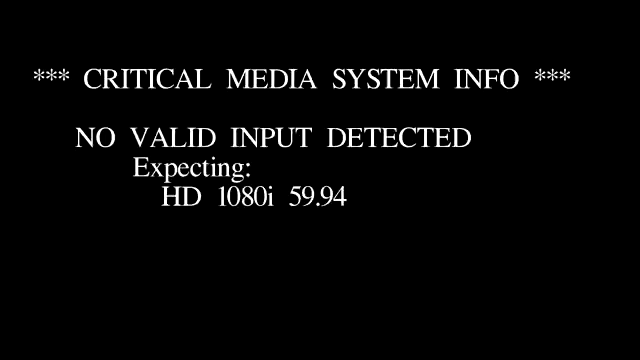 *** CRITICAL MEDIA SYSTEM INFO ***
NO VALID INPUT DETECTED
Expecting:
HD 1080i 59.94